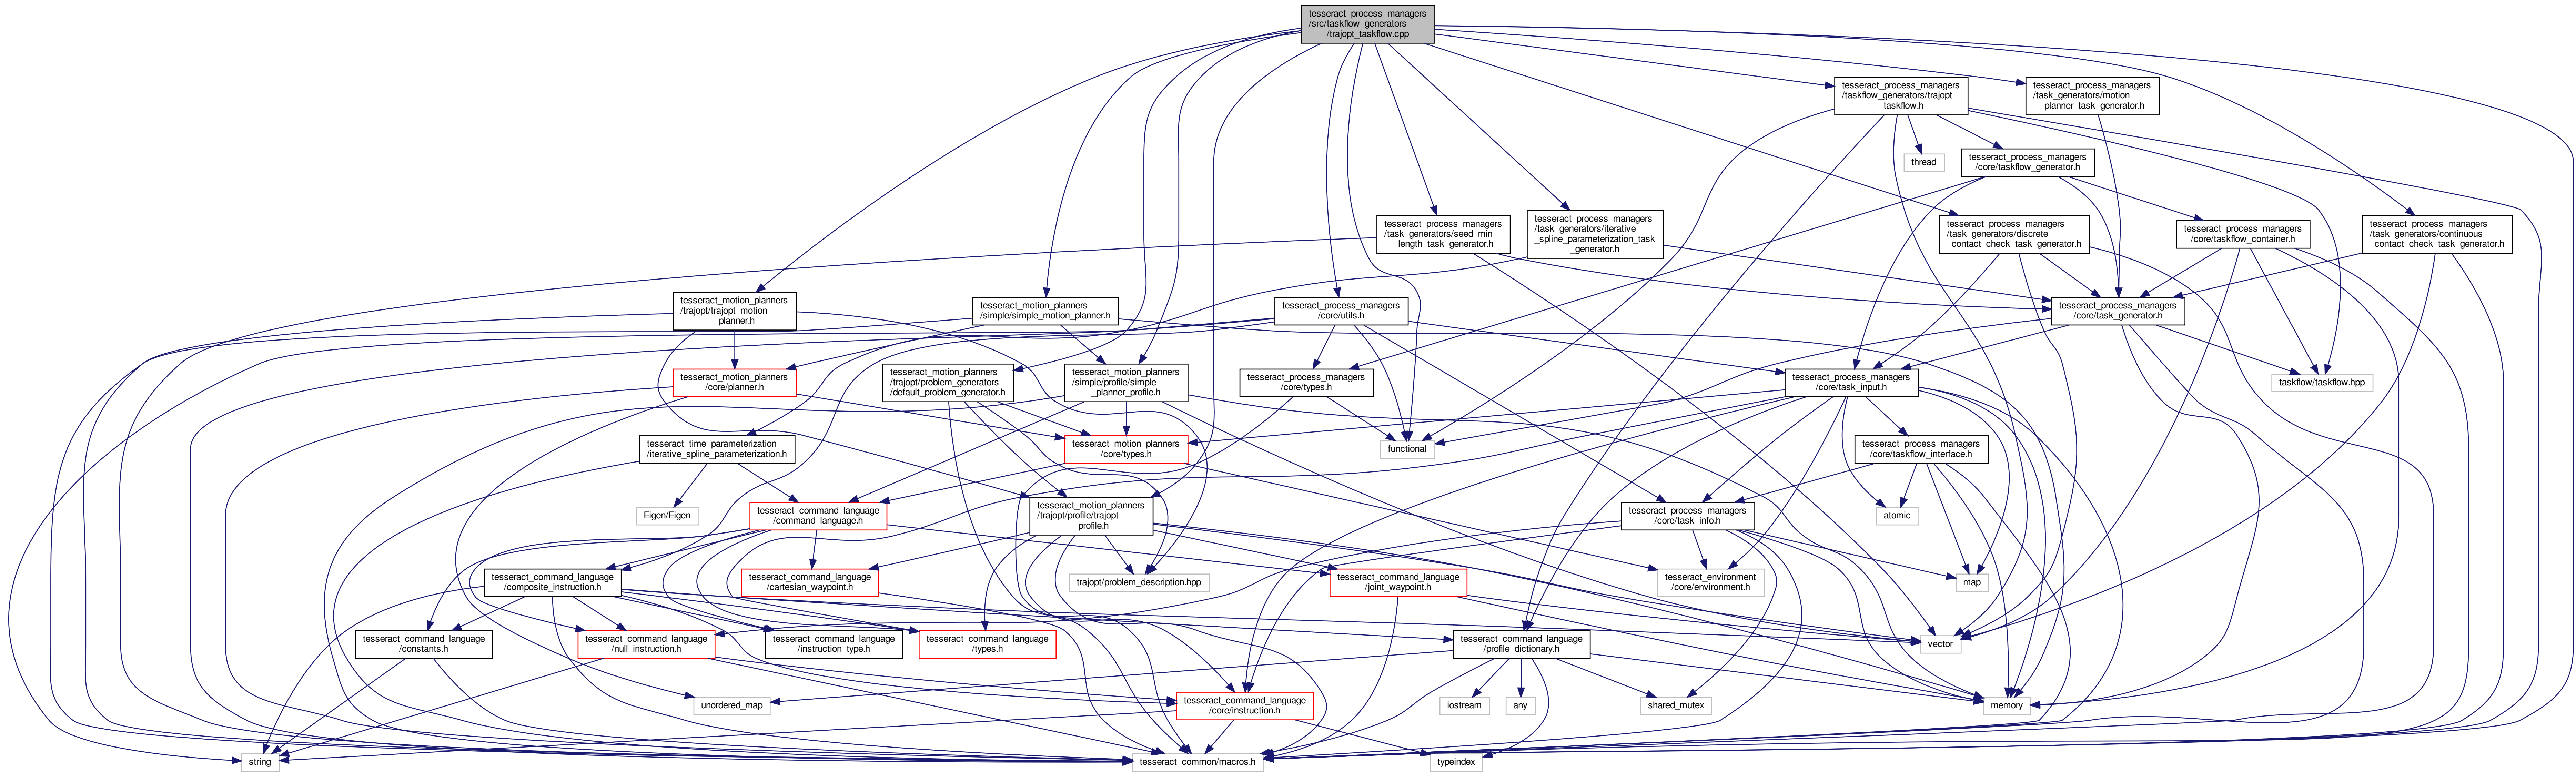 tesseract_process_managers
/src/taskflow_generators
/trajopt_taskflow.cpp
tesseract_process_managers
/taskflow_generators/trajopt
_taskflow.h
tesseract_process_managers
/task_generators/motion
_planner_task_generator.h
thread
tesseract_process_managers
/core/taskflow_generator.h
tesseract_process_managers
/task_generators/seed_min
_length_task_generator.h
tesseract_process_managers
/task_generators/iterative
_spline_parameterization_task
_generator.h
tesseract_process_managers
/task_generators/discrete
_contact_check_task_generator.h
tesseract_process_managers
/core/taskflow_container.h
tesseract_process_managers
/task_generators/continuous
_contact_check_task_generator.h
tesseract_motion_planners
/trajopt/trajopt_motion
_planner.h
tesseract_motion_planners
/simple/simple_motion_planner.h
tesseract_process_managers
/core/utils.h
tesseract_process_managers
/core/task_generator.h
tesseract_motion_planners
/core/planner.h
tesseract_motion_planners
/trajopt/problem_generators
/default_problem_generator.h
tesseract_motion_planners
/simple/profile/simple
_planner_profile.h
tesseract_process_managers
/core/types.h
tesseract_process_managers
/core/task_input.h
taskflow/taskflow.hpp
tesseract_time_parameterization
/iterative_spline_parameterization.h
tesseract_motion_planners
/core/types.h
functional
tesseract_process_managers
/core/taskflow_interface.h
Eigen/Eigen
tesseract_command_language
/command_language.h
tesseract_motion_planners
/trajopt/profile/trajopt
_profile.h
tesseract_process_managers
/core/task_info.h
atomic
tesseract_command_language
/composite_instruction.h
tesseract_command_language
/cartesian_waypoint.h
trajopt/problem_description.hpp
tesseract_command_language
/joint_waypoint.h
tesseract_environment
/core/environment.h
map
tesseract_command_language
/constants.h
tesseract_command_language
/null_instruction.h
tesseract_command_language
/instruction_type.h
tesseract_command_language
/types.h
tesseract_command_language
/profile_dictionary.h
vector
unordered_map
tesseract_command_language
/core/instruction.h
iostream
any
shared_mutex
memory
string
tesseract_common/macros.h
typeindex